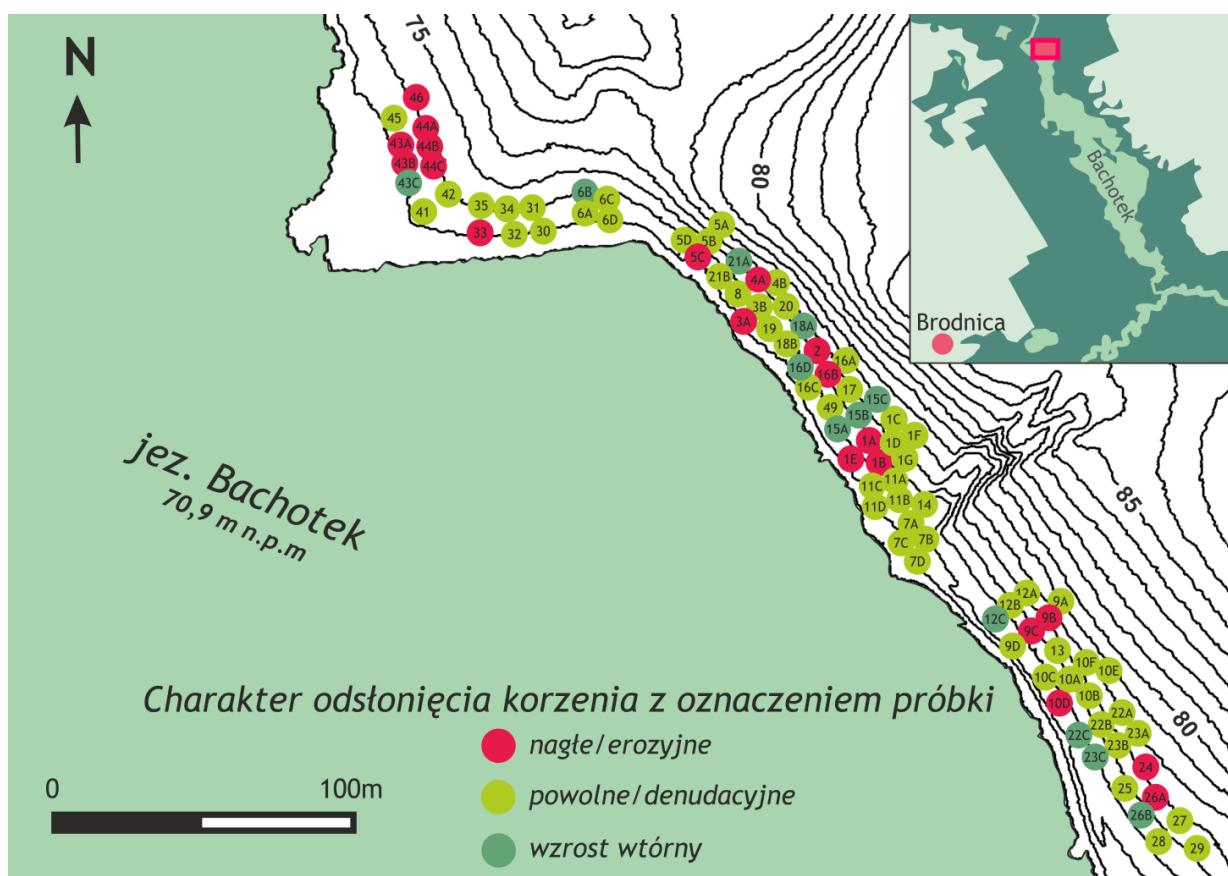 N
75
80
85
80
Bachotek
Brodnica
46
45
44A
43A
44B
43B
44C
43C
42
41
35
34
31
33
32
30
6B
6C
6A
6D
5A
5D
5B
5C
21A
21B
4A
4B
8
3B
20
3A
19
18A
18B
2
16D
16A
16B
16C
17
49
15C
15B
15A
1C
1A
1D
1F
1E
1B
1G
11A
11C
11B
11D
14
7A
7C
7B
7D
12A
12B
9A
12C
9B
9C
9D
13
10F
10C
10A
10E
10B
10D
22A
22B
22C
23A
23B
23C
24
25
26A
26B
27
28
29
jez. Bachotek
70,9 m n.p.m
Charakter odsłonięcia korzenia z oznaczeniem próbki
nagłe/erozyjne
powolne/denudacyjne
wzrost wtórny
0 100m